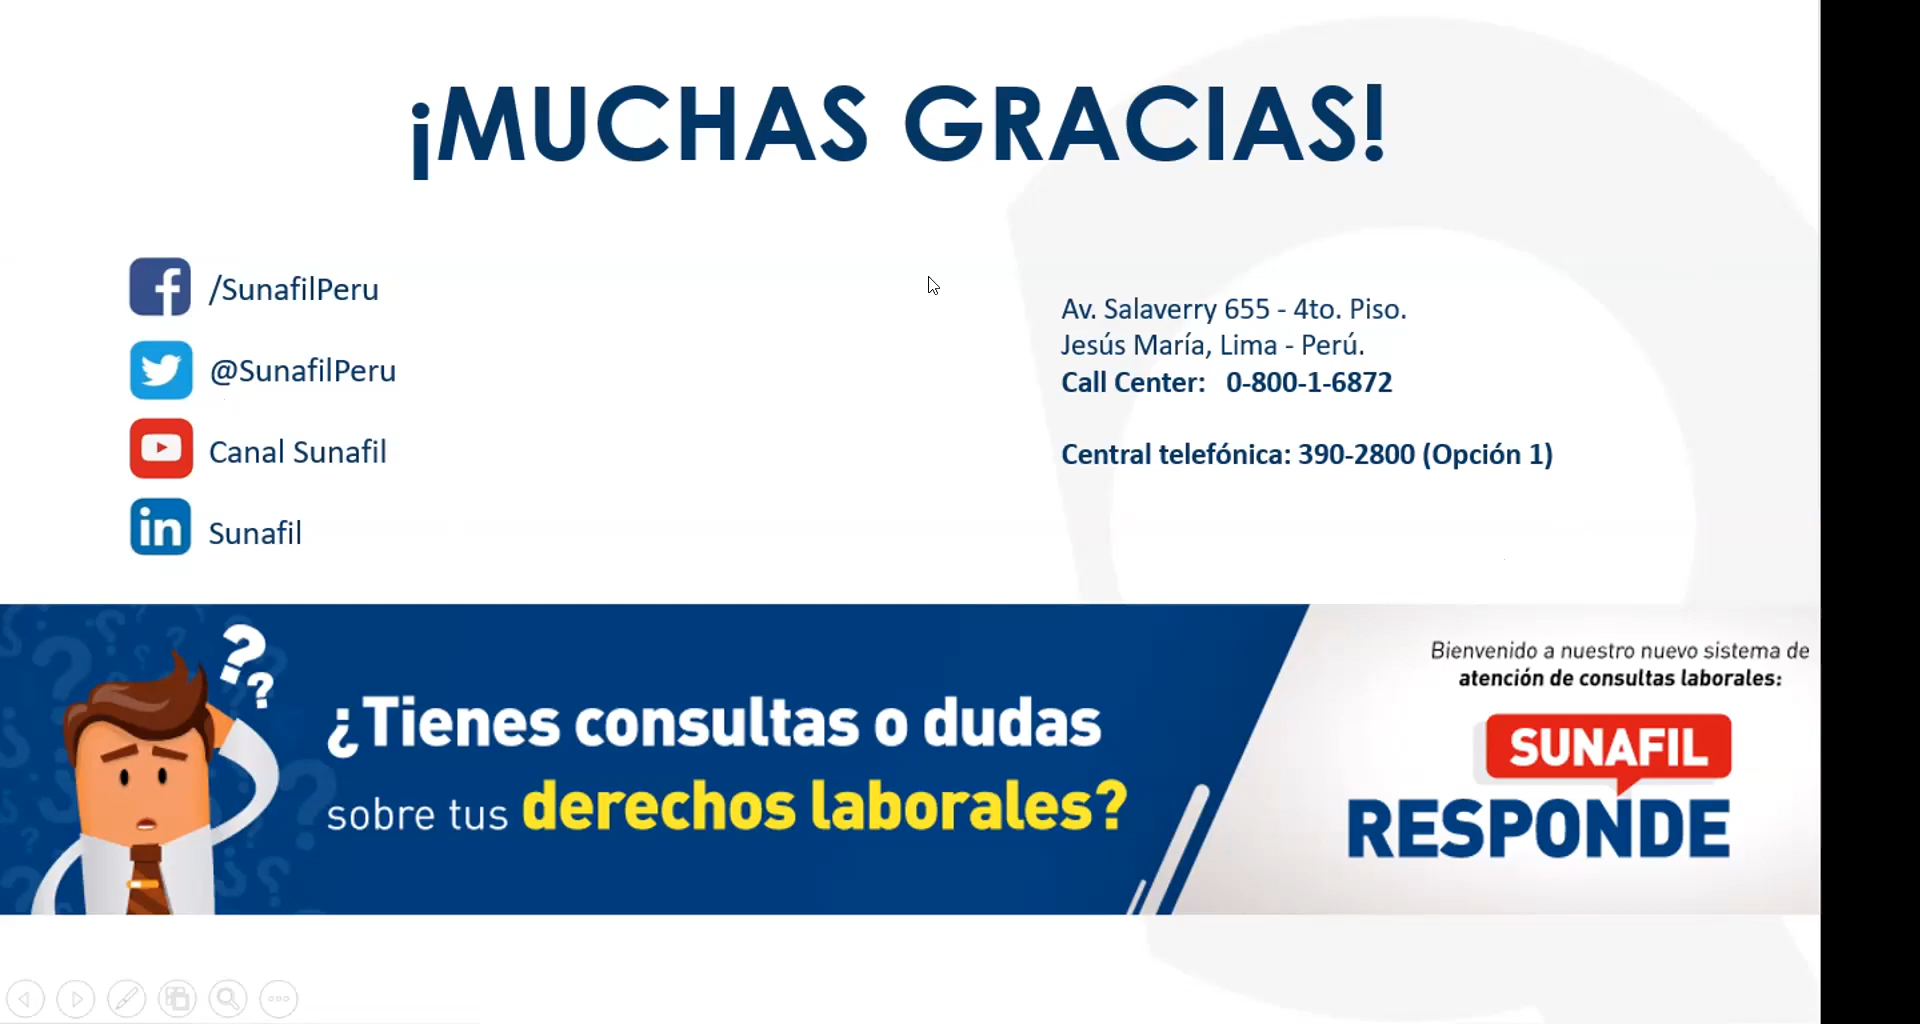 ¡MUCHAS GRACIAS!
/SunafilPeru
@SunafilPeru
Canal Sunafil
in Sunafil
Av. Salaverry 655 - 4to. Piso.
Jesús María, Lima - Perú.
Call Center: 0-800-1-6872
Central telefónica: 390-2800 (Opción 1)
¿Tienes consultas o dudas
sobre tus derechos laborales?
Bienvenido a nuestro nuevo sistema de
atención de consultas laborales:
SUNAFIL
RESPONDE